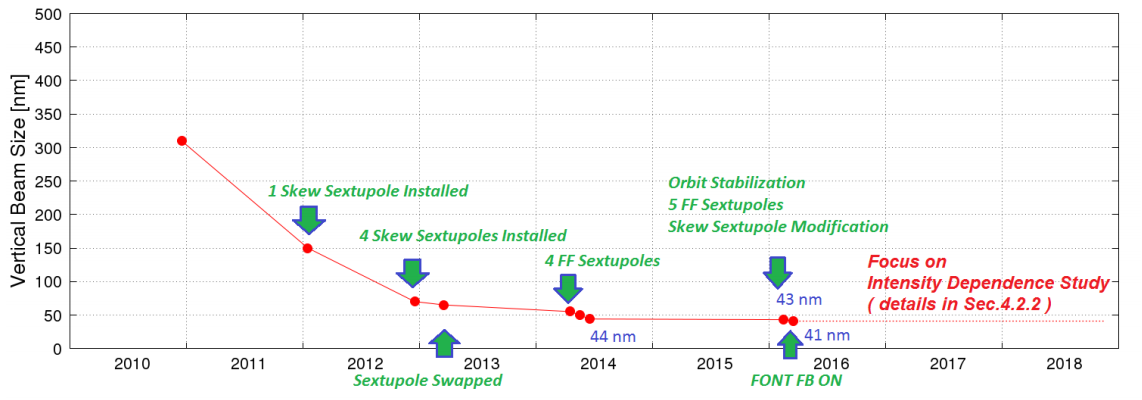 500
450
400
350
300
250
200
150
100
50
0
Vertical Beam Size [nm]
1 Skew Sextupole Installed
4 Skew Sextupoles Installed
4 FF Sextupoles
Orbit Stabilization
5 FF Sextupoles
Skew Sextupole Modification
Focus on
Intensity Dependence Study
( details in Sec.4.2.2 )
43 nm
44 nm
41 nm
2010 2011 2012 2013 2014 2015 2016 2017 2018
Sextupole Swapped
FONT FB ON